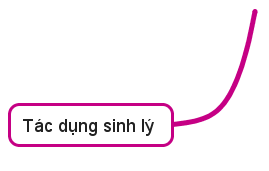 Tác dụng sinh lý